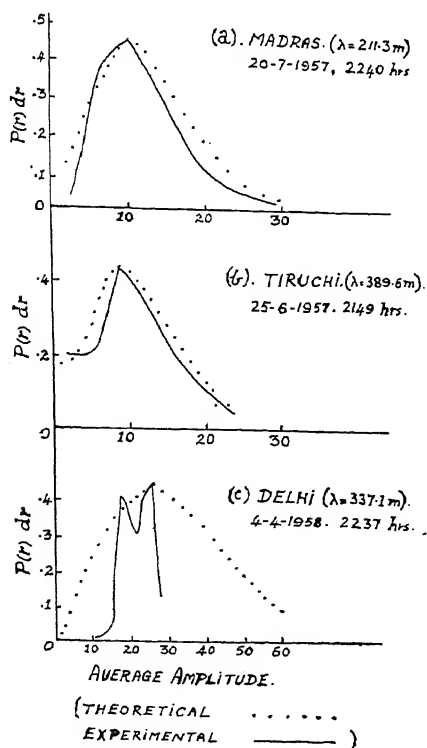 .5
.4
.3
.2
.1
0
P(r) dr
10
20
30
(a). MADRAS. (λ=211.3m)
20-7-1957, 2240 hrs
.4
.2
0
P(r) dr
10
20
30
(b). TIRUCHI. (λ=389.6m)
25-6-1957. 2149 hrs.
.4
.3
.2
.1
0
P(r) dr
10
20
30
40
50
60
(c) DELHI (λ=337.1m).
4-4-1958. 2237 hrs.
AVERAGE AMPLITUDE.
(THEORETICAL . . . . . .
EXPERIMENTAL ——— )